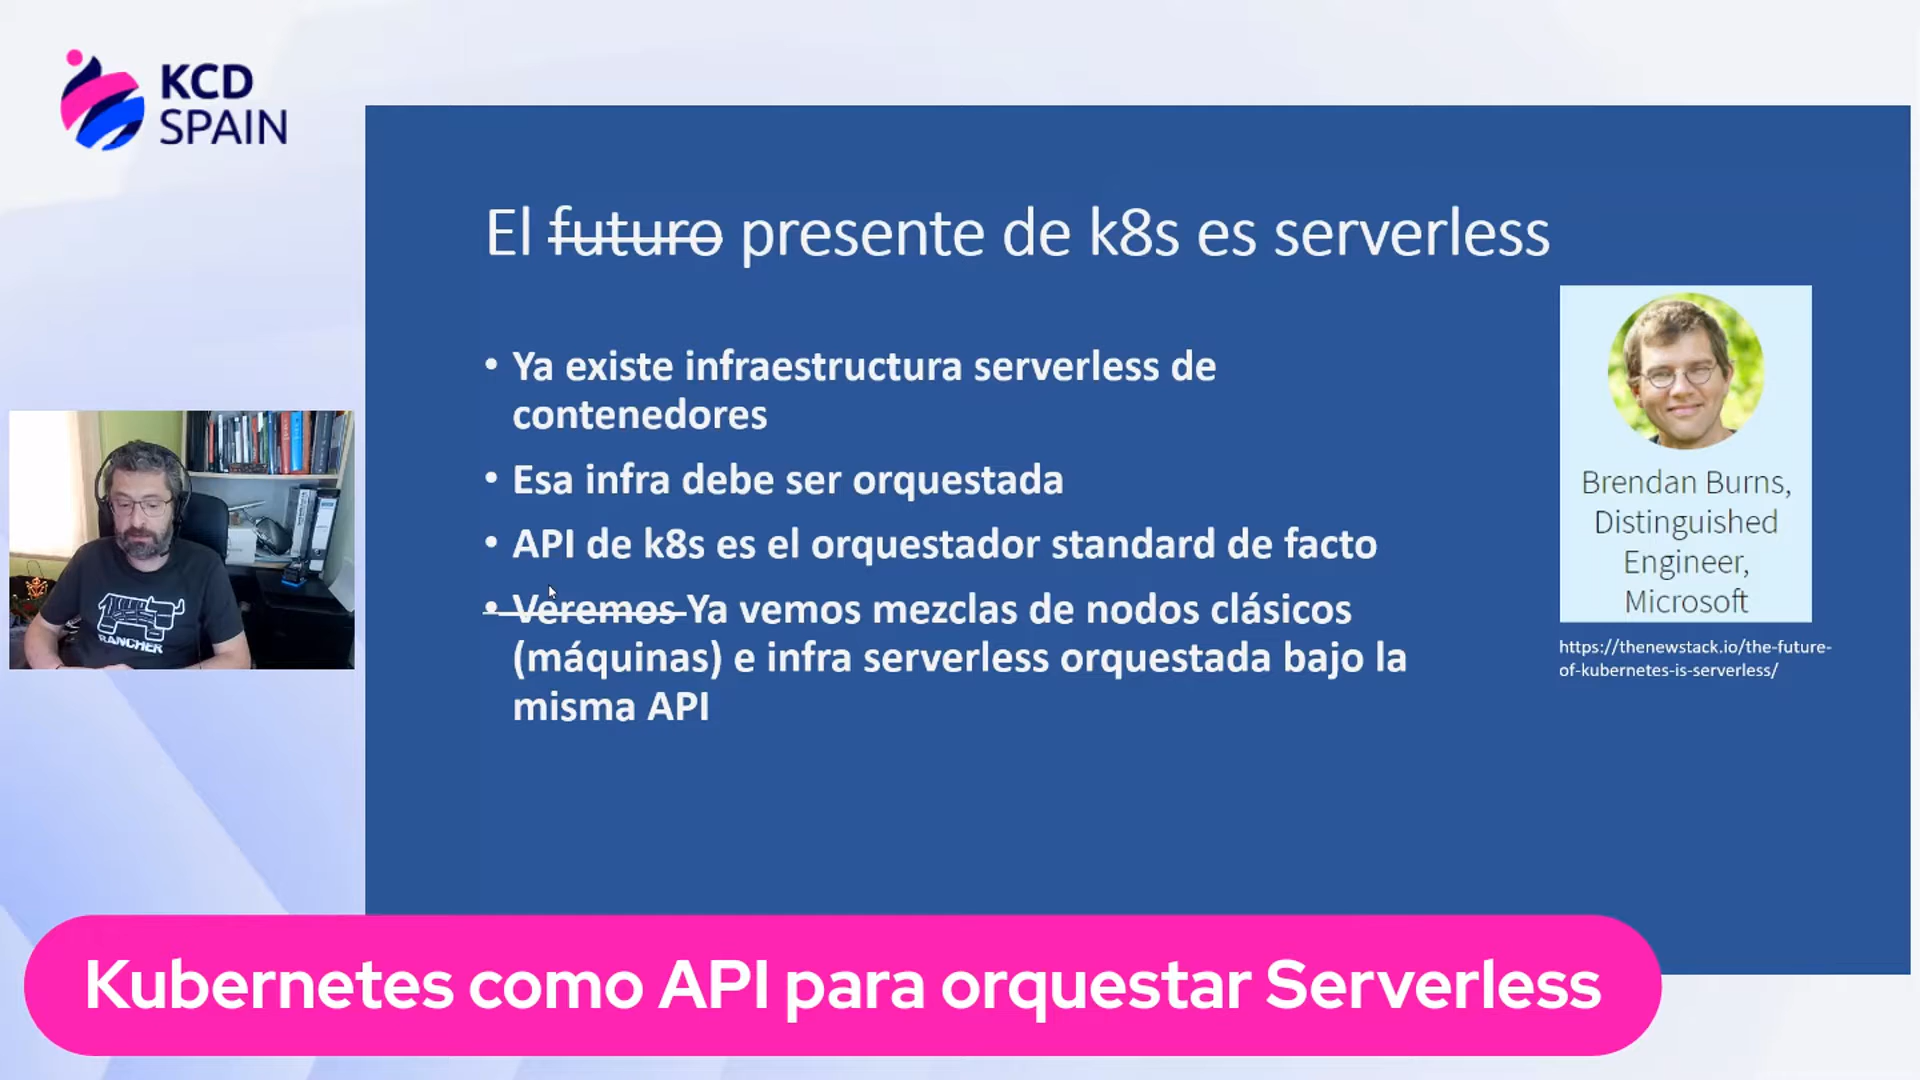 KCD
SPAIN
El futuro presente de k8s es serverless
• Ya existe infraestructura serverless de
contenedores
• Esa infra debe ser orquestada
• API de k8s es el orquestador standard de facto
• Veremos Ya vemos mezclas de nodos clásicos
(máquinas) e infra serverless orquestada bajo la
misma API
Brendan Burns,
Distinguished
Engineer,
Microsoft
https://thenewstack.io/the-future-
of-kubernetes-is-serverless/
RANCHER
Kubernetes como API para orquestar Serverless